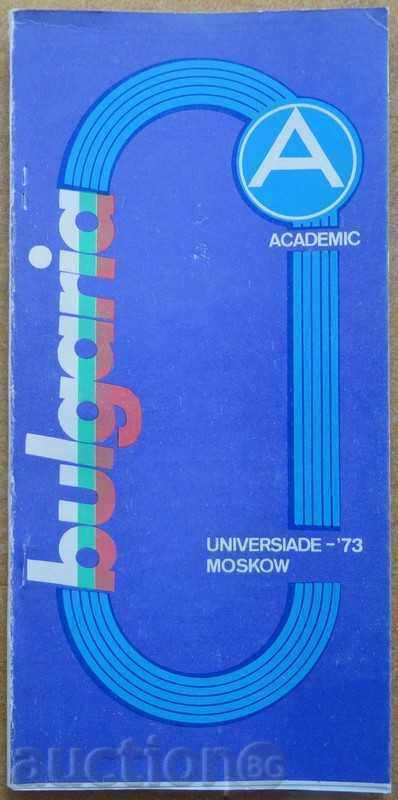 A
ACADEMIC
bulgaria
UNIVERSIADE -'73
MOSKOW
auction BG